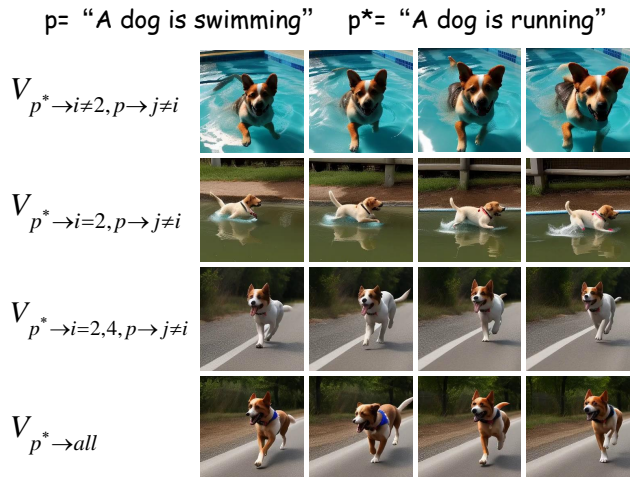 p= “A dog is swimming” p*= “A dog is running”
V_{p*→i≠2, p→j≠i}
V_{p*→i=2, p→j≠i}
V_{p*→i=2,4, p→j≠i}
V_{p*→all}